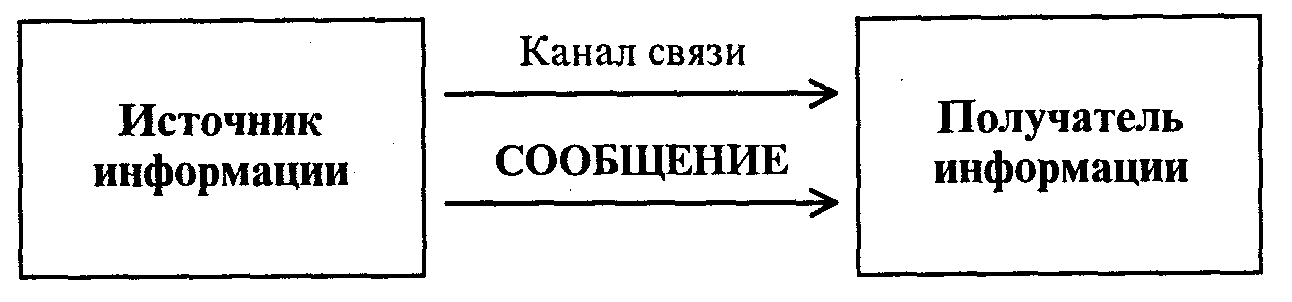 Источник
информации
Канал связи
СООБЩЕНИЕ
Получатель
информации